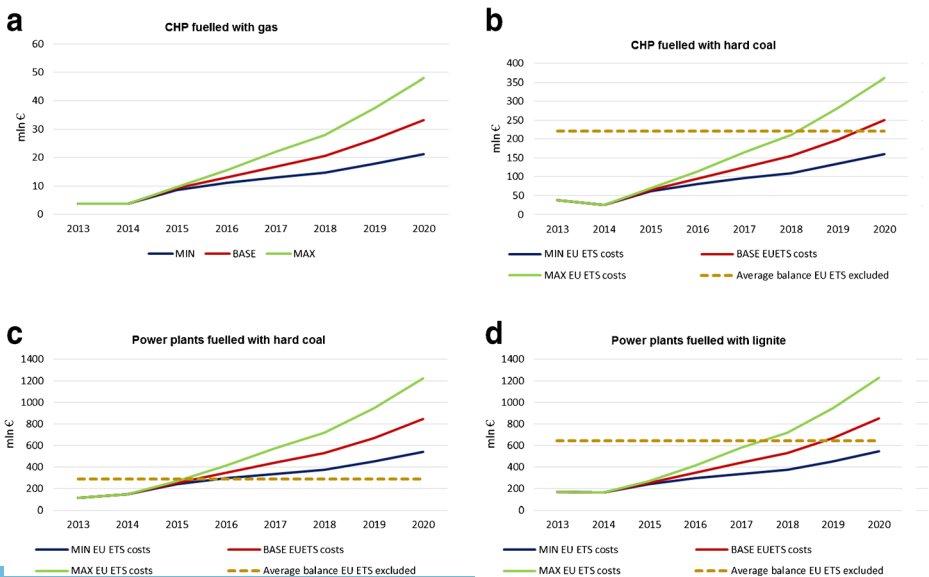 a
CHP fuelled with gas
60
50
40
30
20
10
0
mln €
2013 2014 2015 2016 2017 2018 2019 2020
MIN BASE MAX
b
CHP fuelled with hard coal
400
350
300
250
200
150
100
50
0
mln €
2013 2014 2015 2016 2017 2018 2019 2020
MIN EU ETS costs BASE EUETS costs
MAX EU ETS costs Average balance EU ETS excluded
c
Power plants fuelled with hard coal
1400
1200
1000
800
600
400
200
0
mln €
2013 2014 2015 2016 2017 2018 2019 2020
MIN EU ETS costs BASE EUETS costs
MAX EU ETS costs Average balance EU ETS excluded
d
Power plants fuelled with lignite
1400
1200
1000
800
600
400
200
0
mln €
2013 2014 2015 2016 2017 2018 2019 2020
MIN EU ETS costs BASE EUETS costs
MAX EU ETS costs Average balance EU ETS excluded